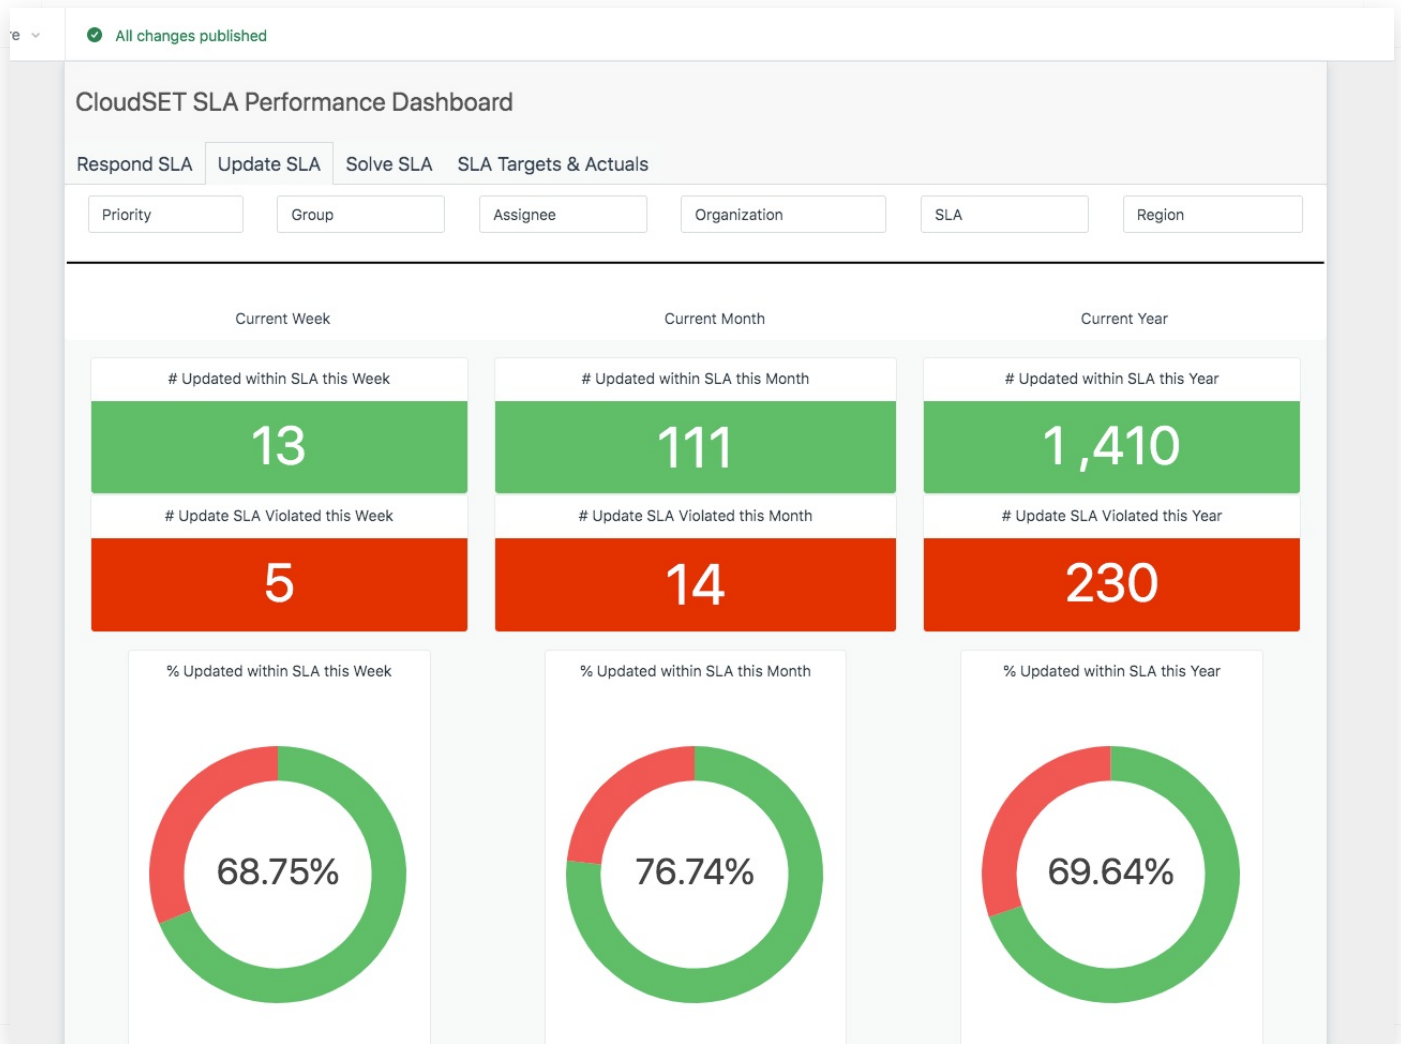 re
All changes published
CloudSET SLA Performance Dashboard
Respond SLA Update SLA Solve SLA SLA Targets & Actuals
Priority Group Assignee Organization SLA Region
Current Week Current Month Current Year
# Updated within SLA this Week # Updated within SLA this Month # Updated within SLA this Year
13 111 1,410
# Update SLA Violated this Week # Update SLA Violated this Month # Update SLA Violated this Year
5 14 230
% Updated within SLA this Week % Updated within SLA this Month % Updated within SLA this Year
68.75% 76.74% 69.64%